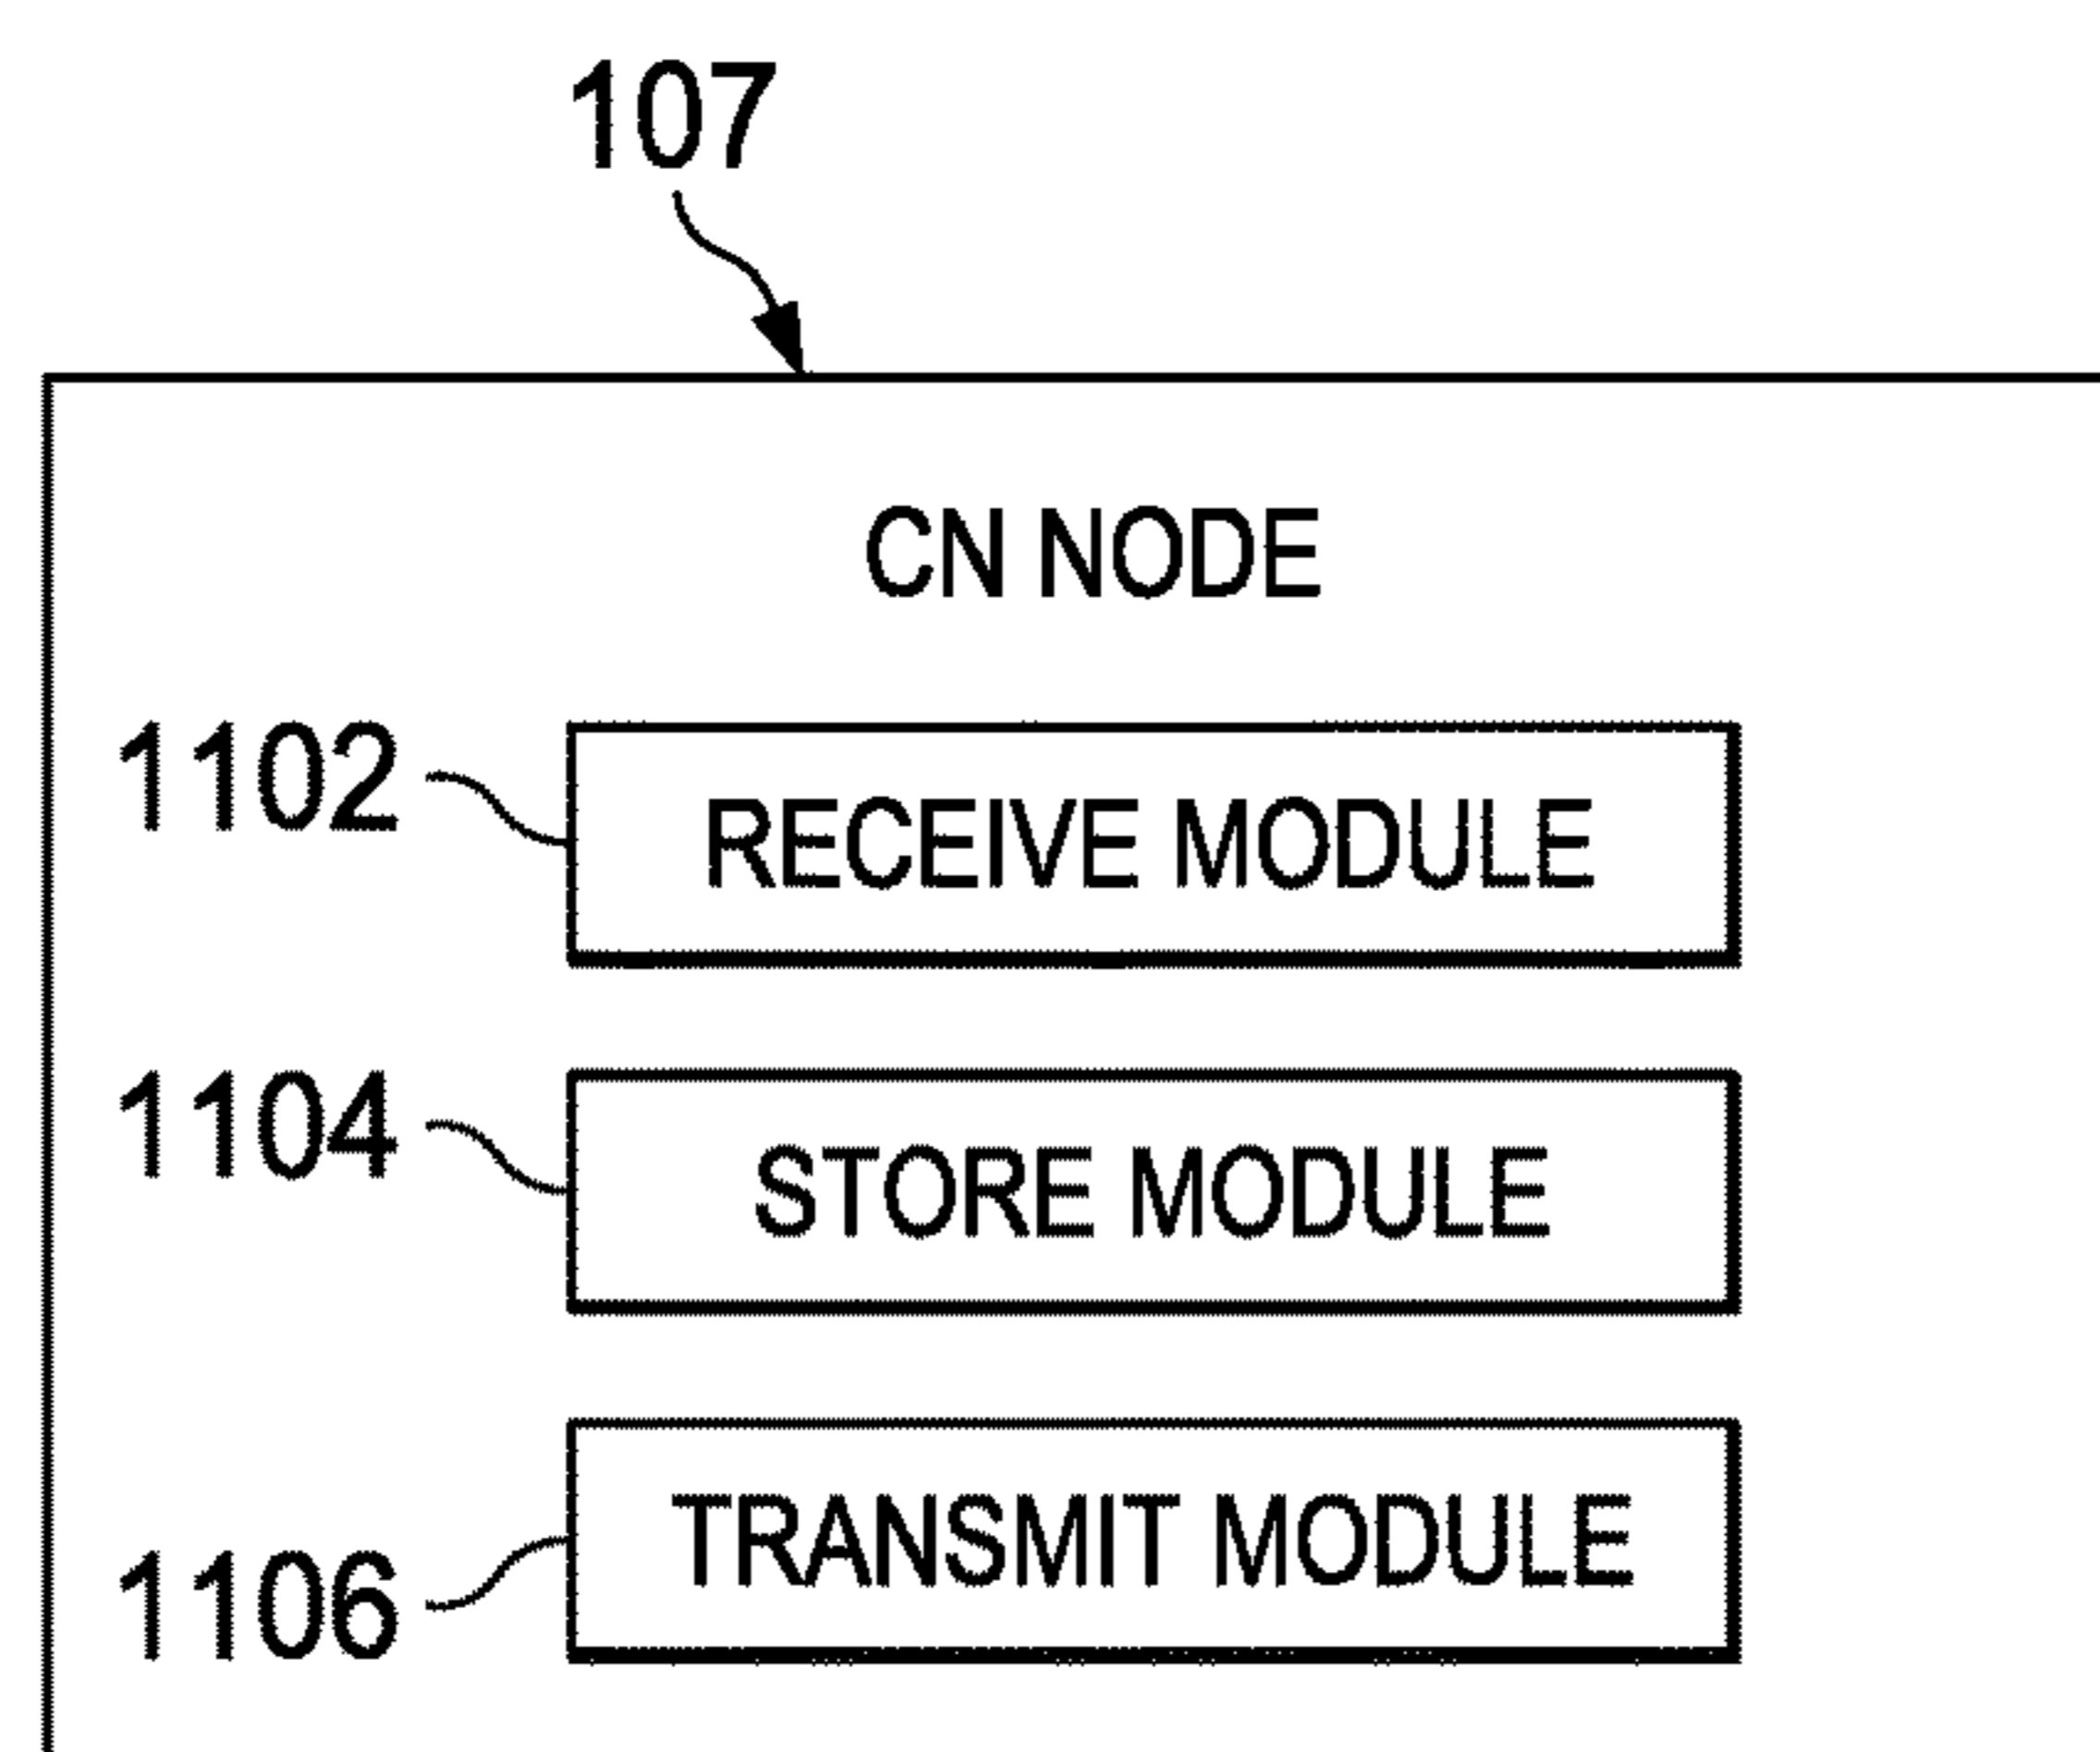 107
CN NODE
1102
RECEIVE MODULE
1104
STORE MODULE
1106
TRANSMIT MODULE